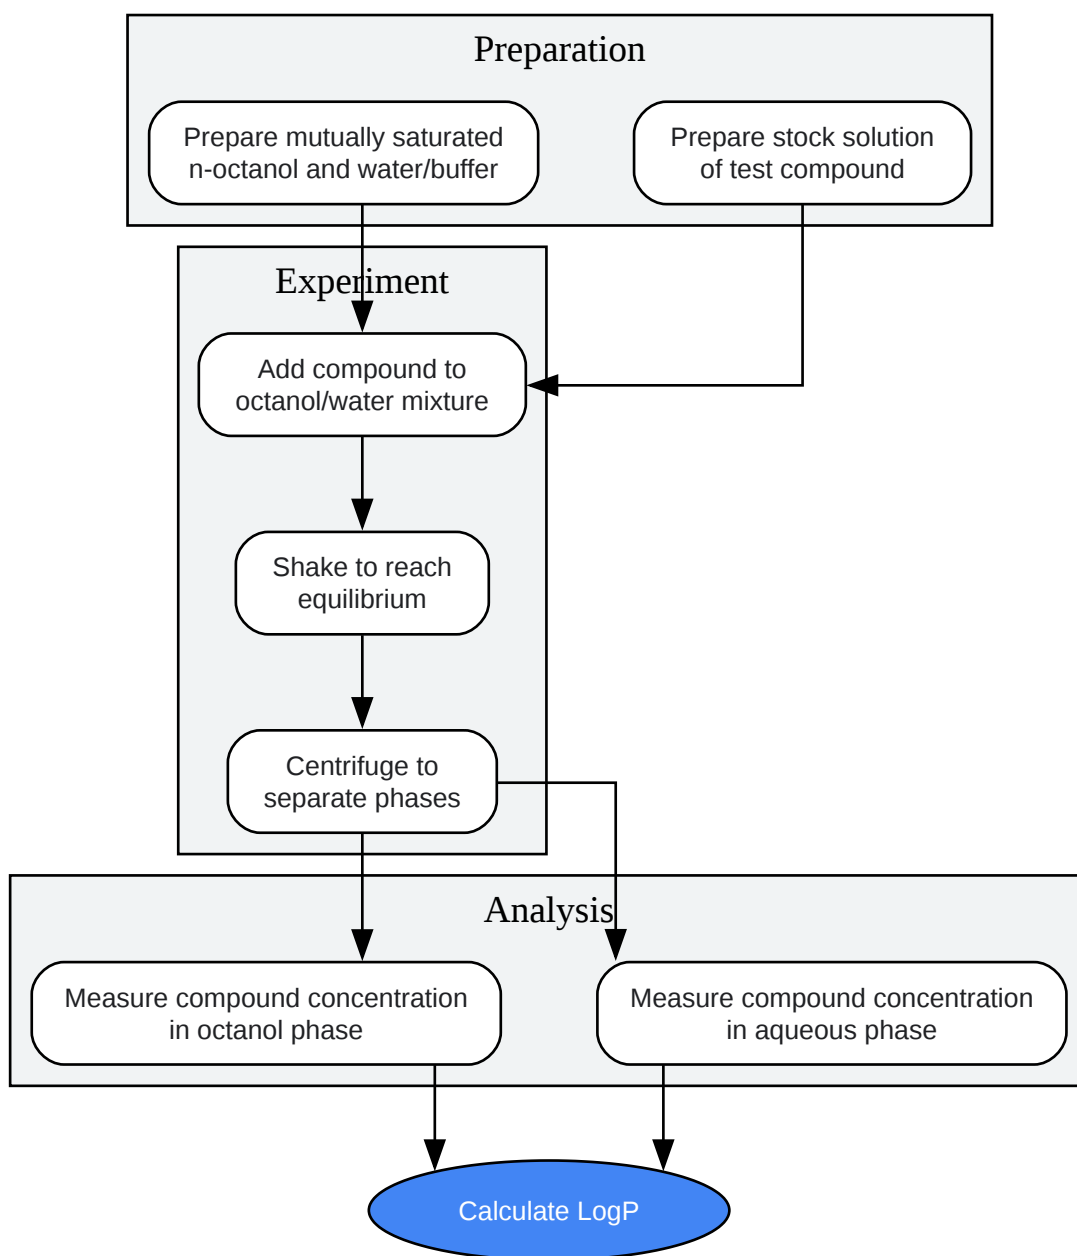 Preparation
Prepare mutually saturated
n-octanol and water/buffer
Prepare stock solution
of test compound
Experiment
Add compound to
octanol/water mixture
Shake to reach
equilibrium
Centrifuge to
separate phases
Analysis
Measure compound concentration
in octanol phase
Measure compound concentration
in aqueous phase
Calculate LogP